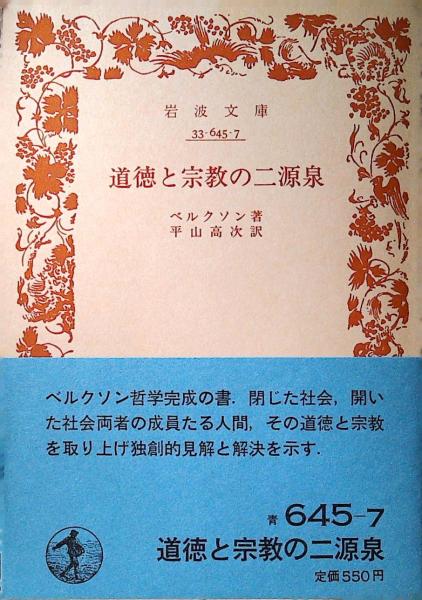 岩波文庫
33-645-7
道徳と宗教の二源泉
ベルクソン著
平山高次訳
ベルクソン哲学完成の書．閉じた社会，開い
た社会両者の成員たる人間，その道徳と宗教
を取り上げ独創的見解と解決を示す．
青 645-7
道徳と宗教の二源泉
定価550円